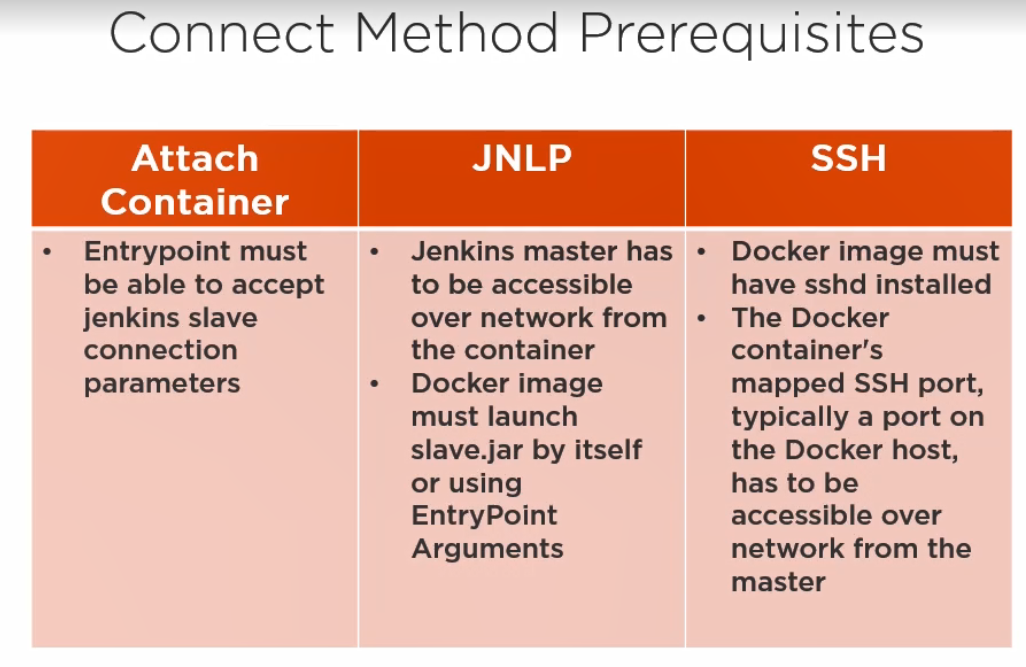 Connect Method Prerequisites
Attach
Container
JNLP
SSH
• Entrypoint must
be able to accept
jenkins slave
connection
parameters
• Jenkins master has
to be accessible
over network from
the container
• Docker image
must launch
slave.jar by itself
or using
EntryPoint
Arguments
• Docker image must
have sshd installed
• The Docker
container's
mapped SSH port,
typically a port on
the Docker host,
has to be
accessible over
network from the
master